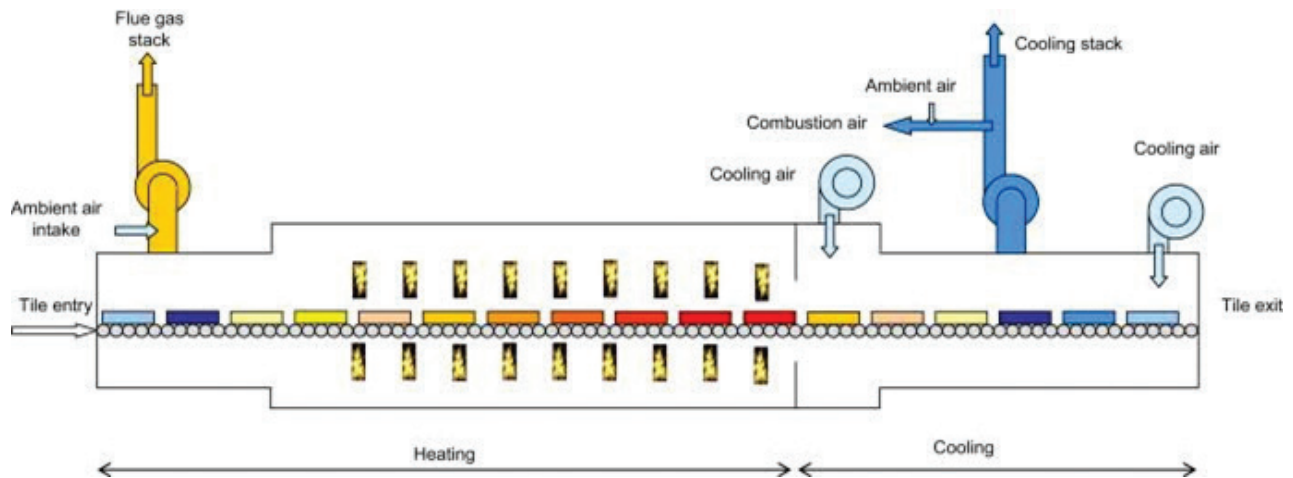 Flue gas
stack
Cooling stack
Ambient air
Combustion air
Cooling air
Cooling air
Ambient air
intake
Tile entry
Tile exit
Heating
Cooling